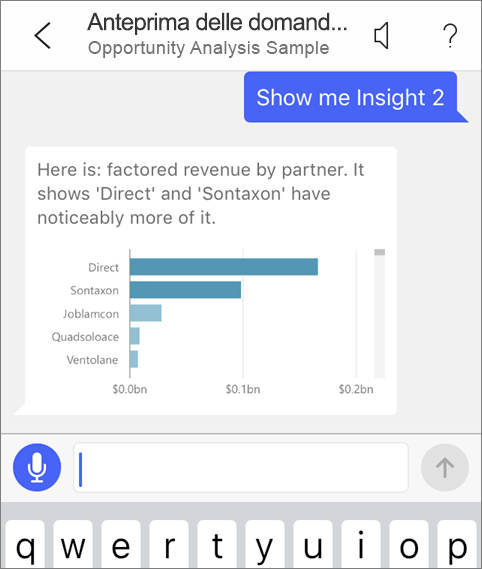 Anteprima delle domand...
Opportunity Analysis Sample
?
Show me Insight 2
Here is: factored revenue by partner. It
shows 'Direct' and 'Sontaxon' have
noticeably more of it.
Direct
Sontaxon
Joblamcon
Quadsoloace
Ventolane
$0.0bn $0.1bn $0.2bn
q w e r t y u i o p